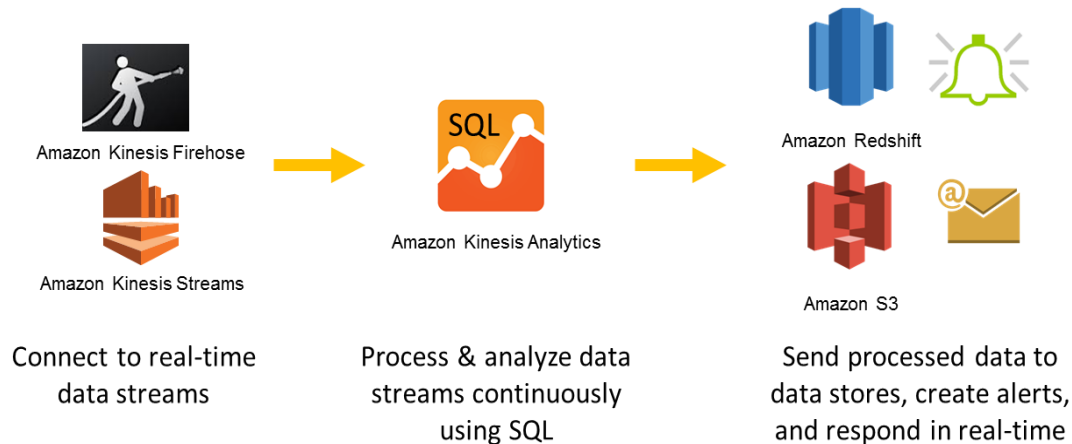 Amazon Kinesis Firehose
Amazon Kinesis Streams
Connect to real-time
data streams
SQL
Amazon Kinesis Analytics
Process & analyze data
streams continuously
using SQL
Amazon Redshift
@
Amazon S3
Send processed data to
data stores, create alerts,
and respond in real-time